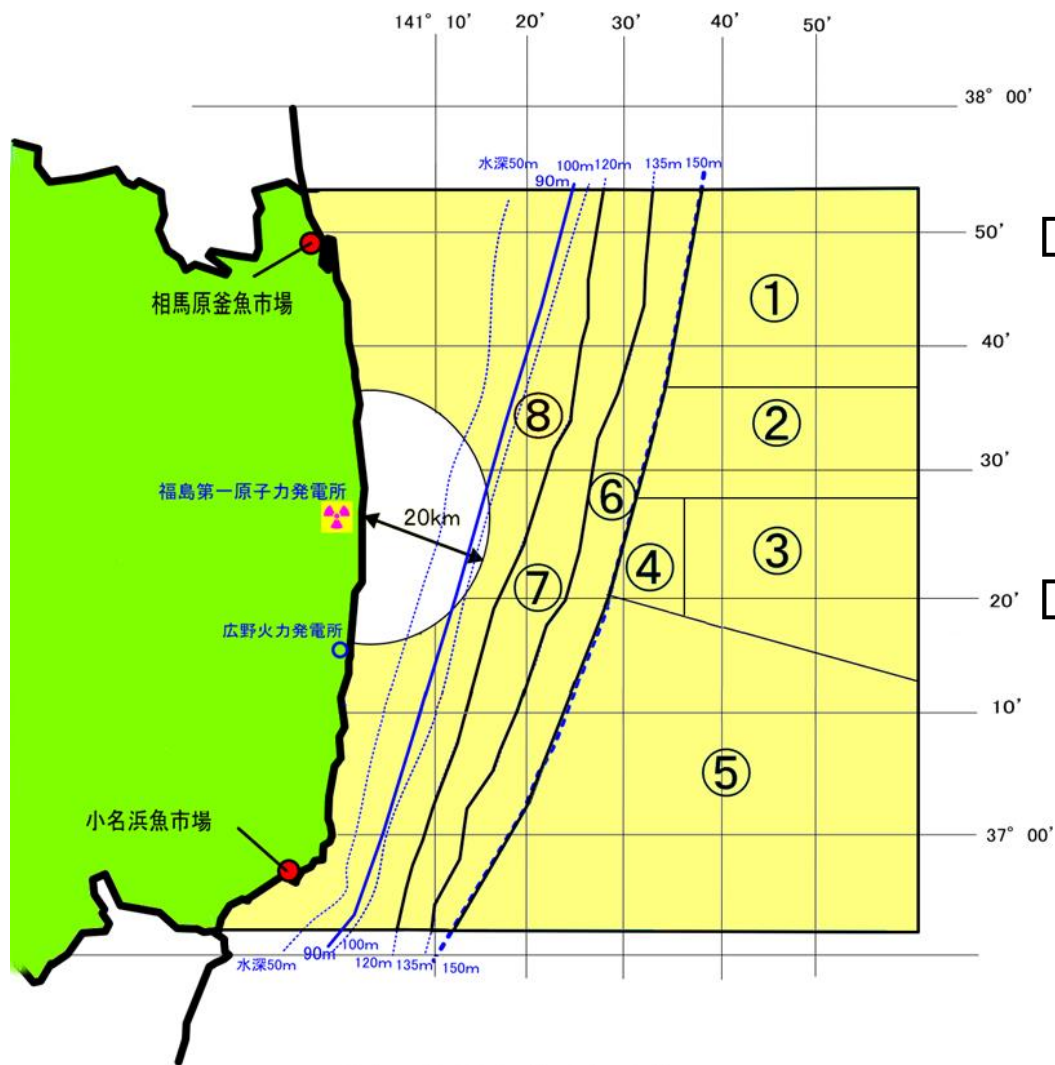 141° 10' 20' 30' 40' 50'
38° 00'
水深50m 100m 120m 135m 150m
90m
50'
①
相馬原釜魚市場
40'
②
⑧
30'
福島第一原子力発電所
⑥
20km
③
④
⑦
20'
広野火力発電所
10'
⑤
小名浜魚市場
37° 00'
水深50m 90m 100m 120m 135m 150m